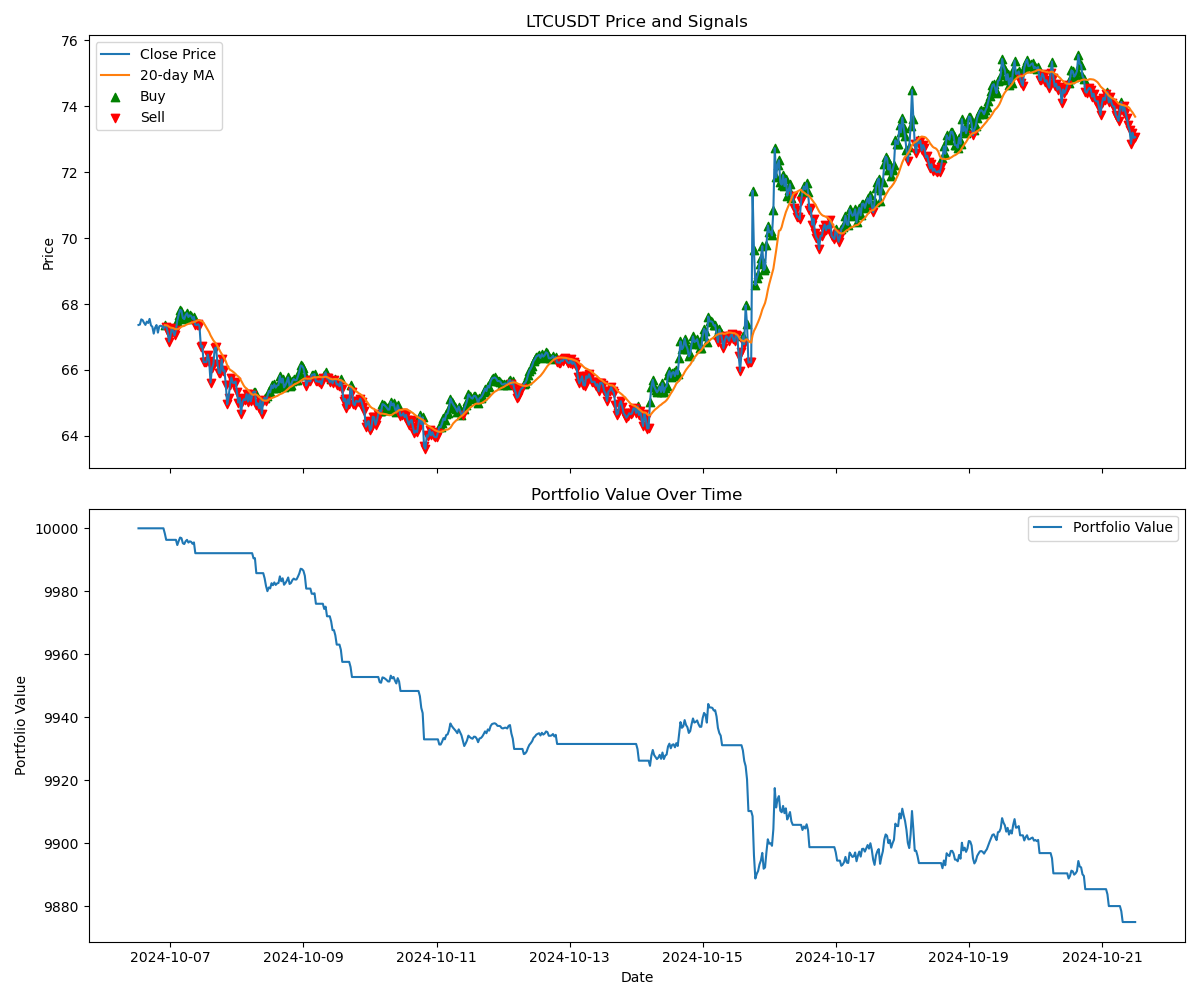 LTCUSDT Price and Signals
76
74
72
70
68
66
64
Price
Close Price
20-day MA
Buy
Sell
Portfolio Value Over Time
10000
9980
9960
9940
9920
9900
9880
Portfolio Value
Portfolio Value
2024-10-07
2024-10-09
2024-10-11
2024-10-13
2024-10-15
2024-10-17
2024-10-19
2024-10-21
Date